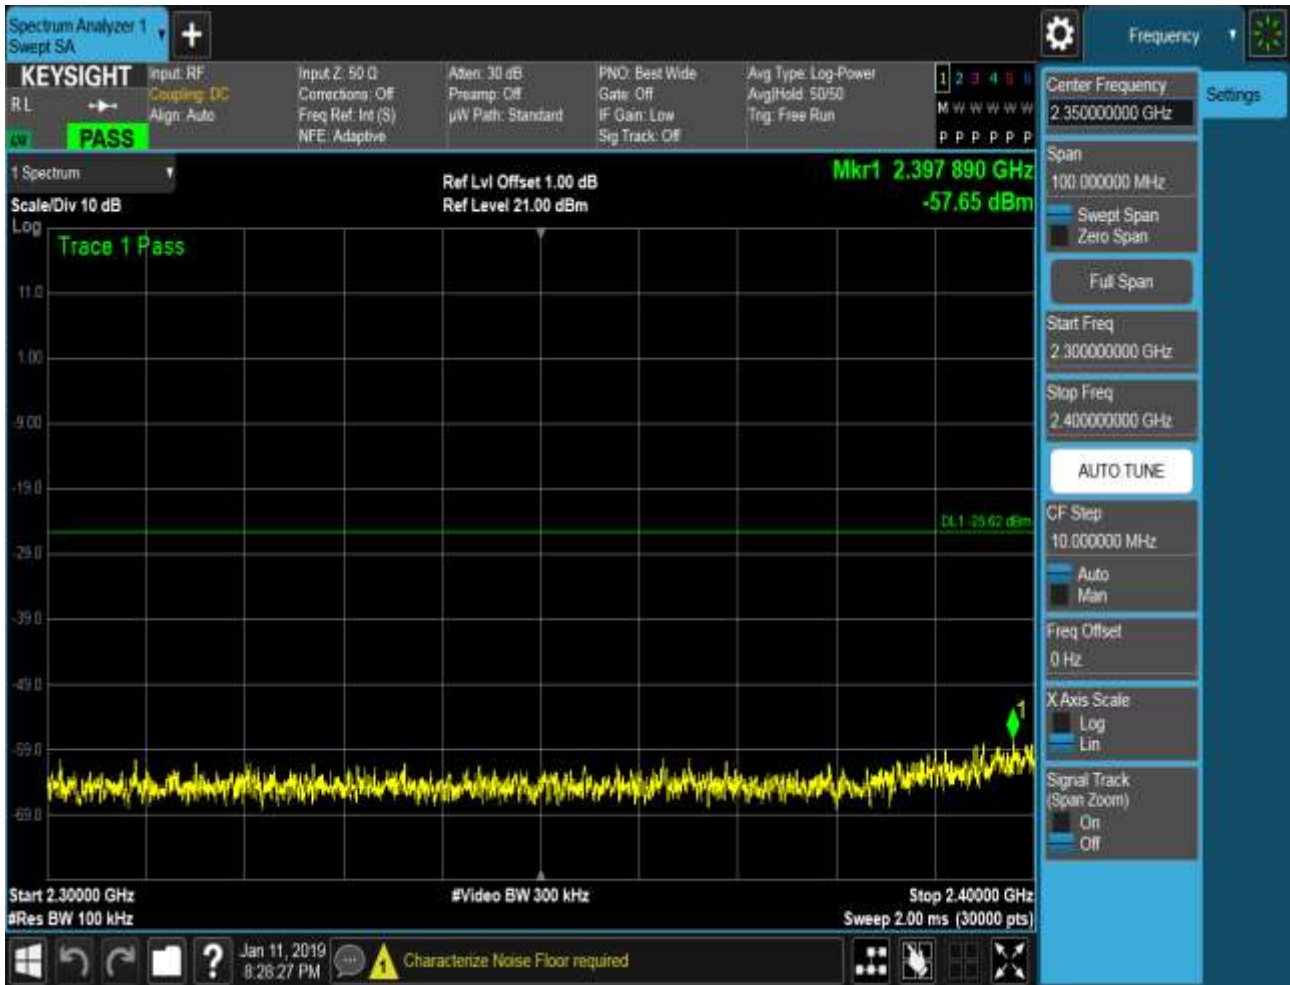 Spectrum Analyzer 1
Swept SA
Frequency
KEYSIGHT
Input: RF
Coupling: DC
Align: Auto
Input Z: 50 Ω
Corrections: Off
Freq Ref: Int (S)
NFE: Adaptive
Atten: 30 dB
Preamp: Off
µW Path: Standard
PNO: Best Wide
Gate: Off
IF Gain: Low
Sig Track: Off
Avg Type: Log-Power
Avg|Hold: 50/50
Trig: Free Run
1 2 3 4 5 6
M W W W W W
P P P P P P
R L
PASS
Center Frequency
2.350000000 GHz
Settings
1 Spectrum
Scale/Div 10 dB
Ref Lvl Offset 1.00 dB
Ref Level 21.00 dBm
Mkr1 2.397 890 GHz
-57.65 dBm
Span
100.000000 MHz
Swept Span
Zero Span
Full Span
Start Freq
2.300000000 GHz
Stop Freq
2.400000000 GHz
AUTO TUNE
CF Step
10.000000 MHz
Auto
Man
Freq Offset
0 Hz
X Axis Scale
Log
Lin
Signal Track
(Span Zoom)
On
Off
Log
Trace 1 Pass
11.0
1.00
-9.00
-19.0
DL1 -25.62 dBm
-29.0
-39.0
-49.0
1
-59.0
-69.0
Start 2.30000 GHz
#Video BW 300 kHz
Stop 2.40000 GHz
#Res BW 100 kHz
Sweep 2.00 ms (30000 pts)
?
Jan 11, 2019
8:28:27 PM
1
Characterize Noise Floor required